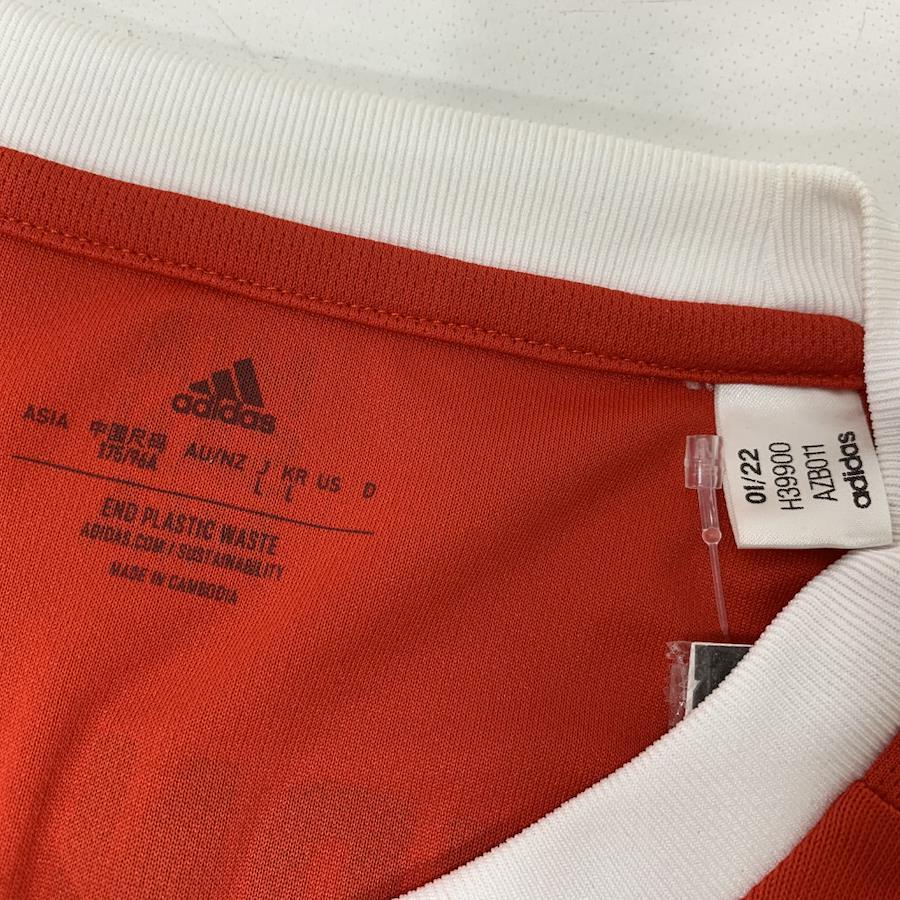 adidas
ASIA 中国尺码 AU/NZ J KR US D
175/96A L L
END PLASTIC WASTE
ADIDAS.COM/SUSTAINABILITY
MADE IN CAMBODIA
01/22
H39900
AZB011
adidas